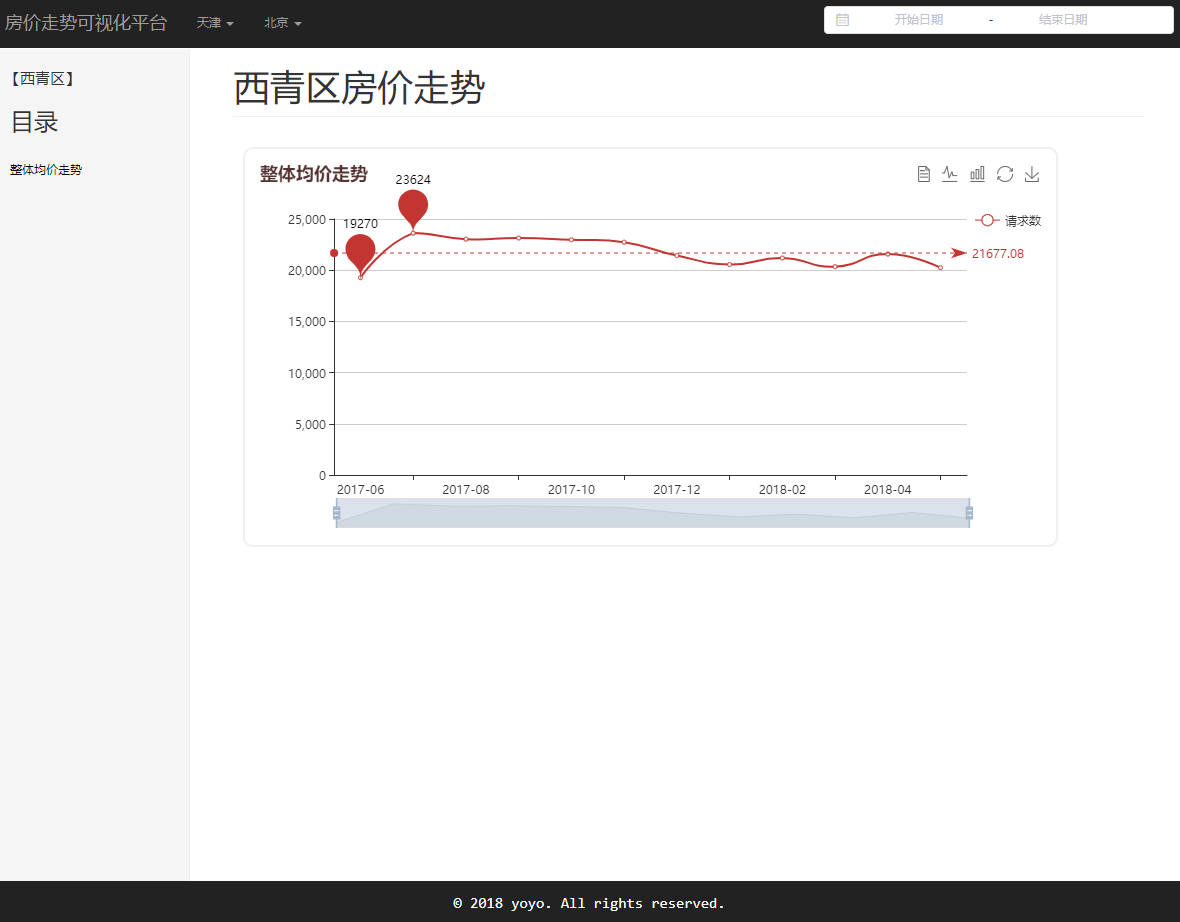 房价走势可视化平台 天津 北京 开始日期 - 结束日期
【西青区】
目录
整体均价走势
西青区房价走势
整体均价走势
23624
19270
请求数
21677.08
25,000
20,000
15,000
10,000
5,000
0
2017-06 2017-08 2017-10 2017-12 2018-02 2018-04
© 2018 yoyo. All rights reserved.